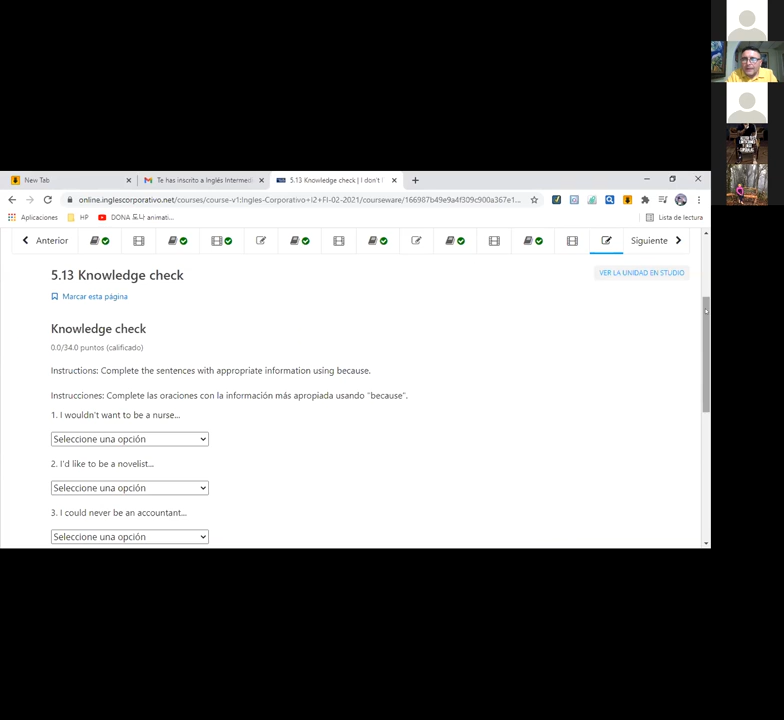 New Tab
Te has inscrito a Inglés Intermed
5.13 Knowledge check | I don't l
online.inglescorporativo.net/courses/course-v1:Ingles-Corporativo+I2+FI-02-2021/courseware/166987b49e9a4f309c900a367e1...
Aplicaciones
HP
DONA 도나 animati...
Lista de lectura
Anterior
Siguiente
5.13 Knowledge check
VER LA UNIDAD EN STUDIO
Marcar esta página
Knowledge check
0.0/34.0 puntos (calificado)
Instructions: Complete the sentences with appropriate information using because.
Instrucciones: Complete las oraciones con la información más apropiada usando "because".
1. I wouldn't want to be a nurse...
Seleccione una opción
2. I'd like to be a novelist...
Seleccione una opción
3. I could never be an accountant...
Seleccione una opción